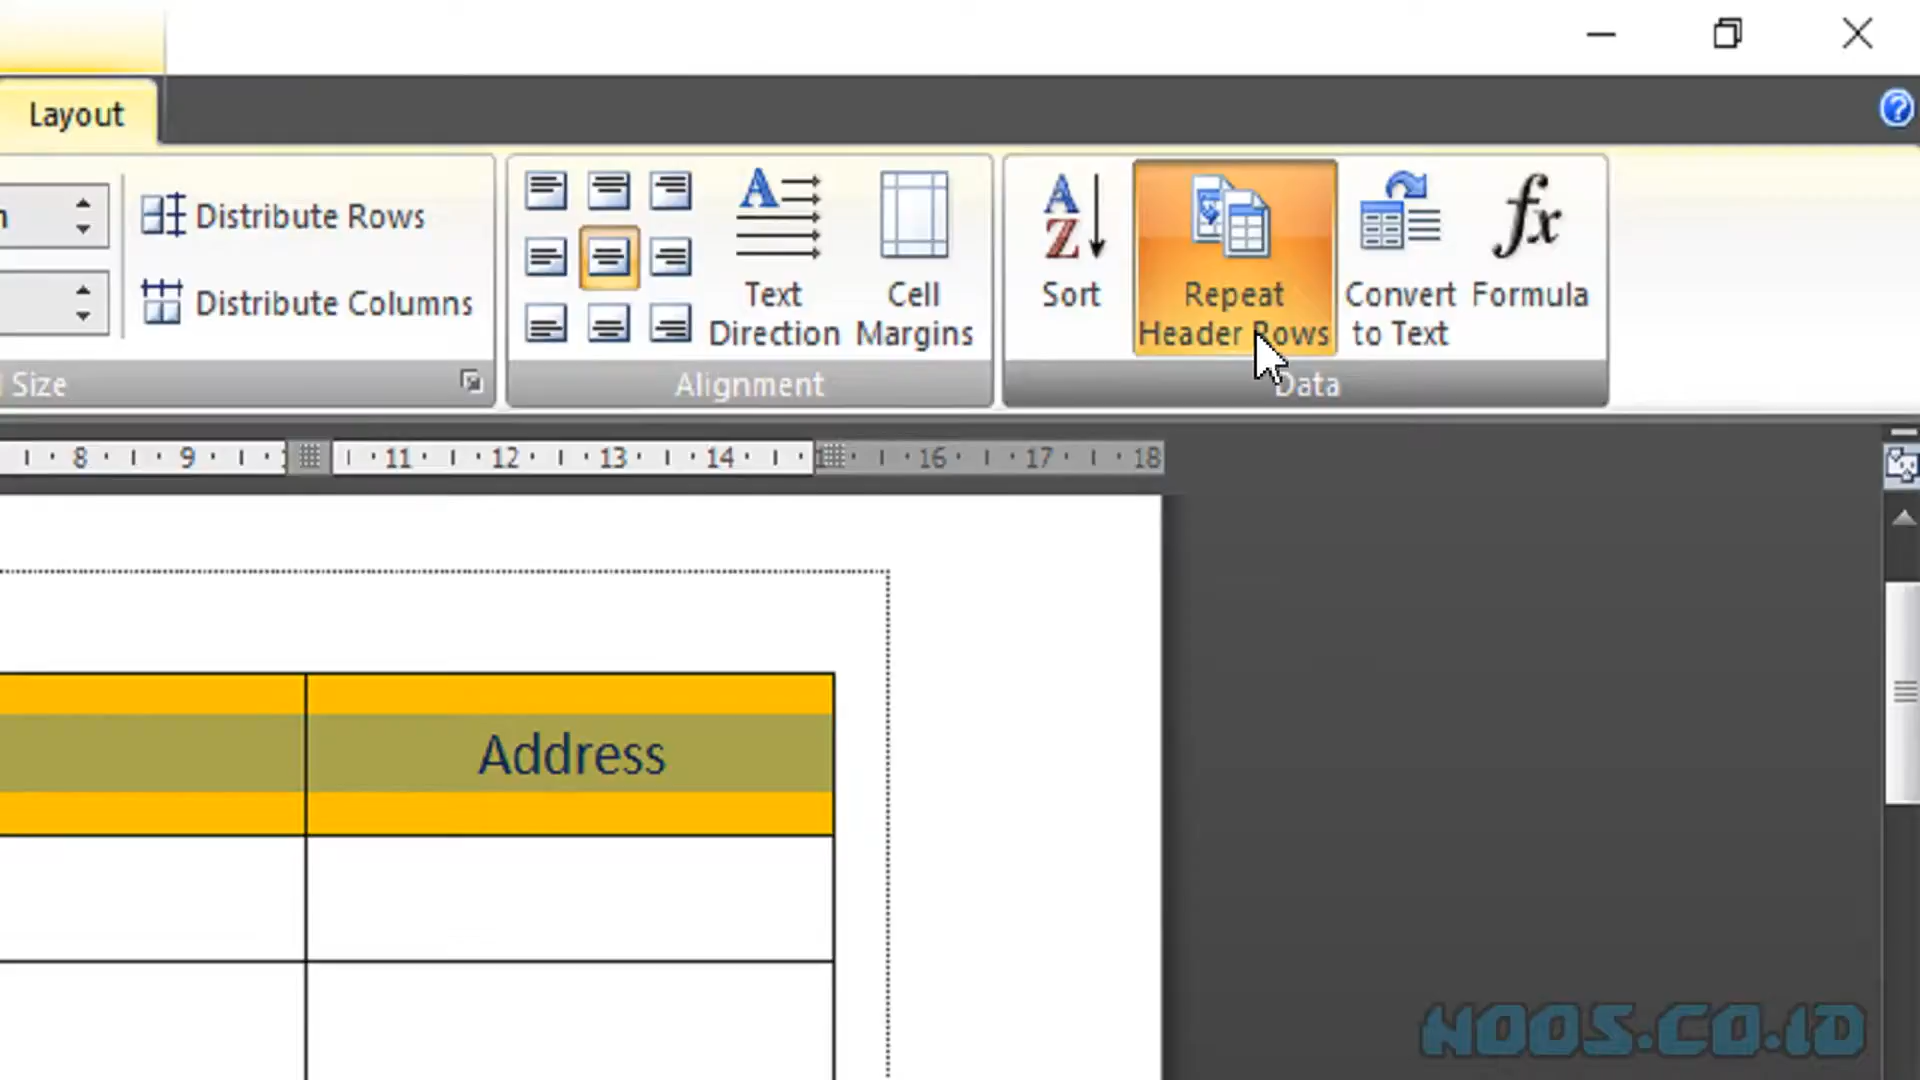 Layout
Distribute Rows
Distribute Columns
Size
Text
Direction
Cell
Margins
Alignment
Sort
Repeat
Header Rows
Convert
to Text
Formula
Data
8 9 11 12 13 14 16 17 18
Address
NOOS.CO.ID